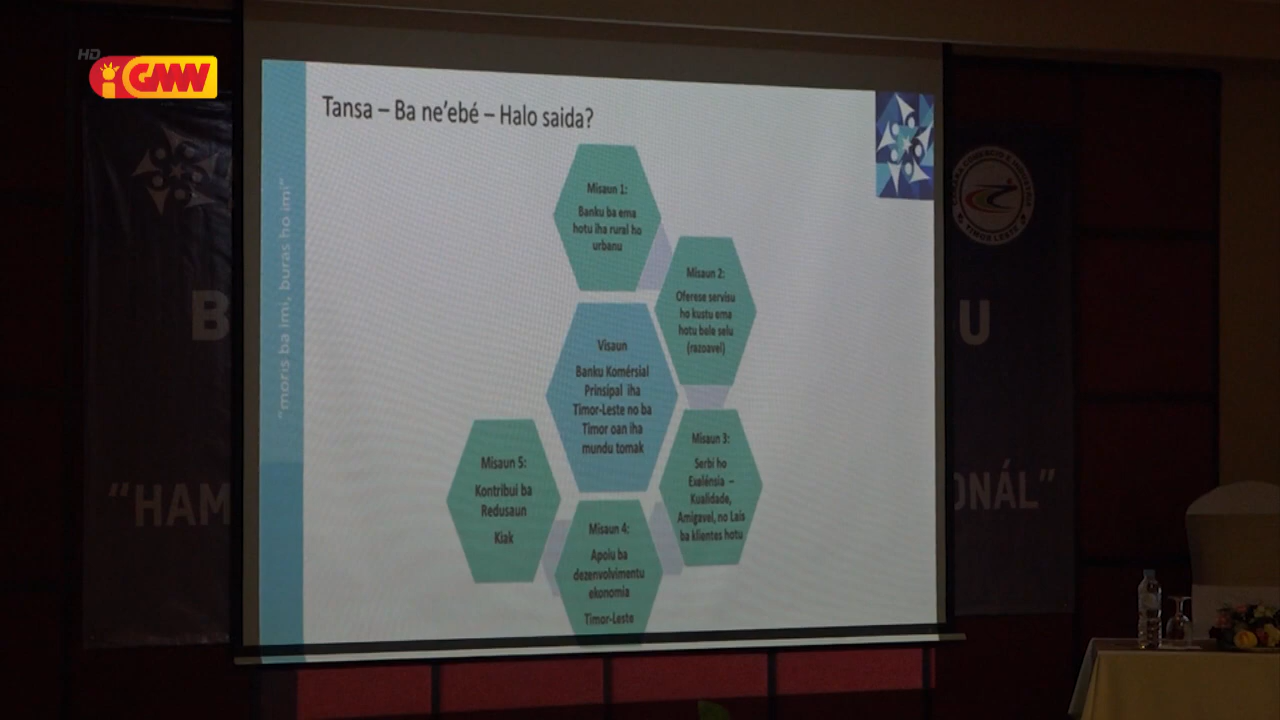 HD
GMN
Tansa – Ba ne'ebé – Halo saida?
"moris ba imi, buras ho imi"
Misaun 1:
Banku ba ema
hotu iha rural ho
urbanu
Misaun 2:
Oferese servisu
ho kustu ema
hotu bele selu
(razoavel)
Visaun
Banku Komérsial
Prinsipal iha
Timor-Leste no ba
Timor oan iha
mundu tomak
Misaun 3:
Serbi ho
Exelénsia –
Kualidade,
Amigavel, no Lais
ba klientes hotu
Misaun 4:
Apoiu ba
dezenvolvimentu
ekonomia
Timor-Leste
Misaun 5:
Kontribui ba
Redusaun
Kiak
B
U
"HAM
ONÁL"
TIMOR LESTE